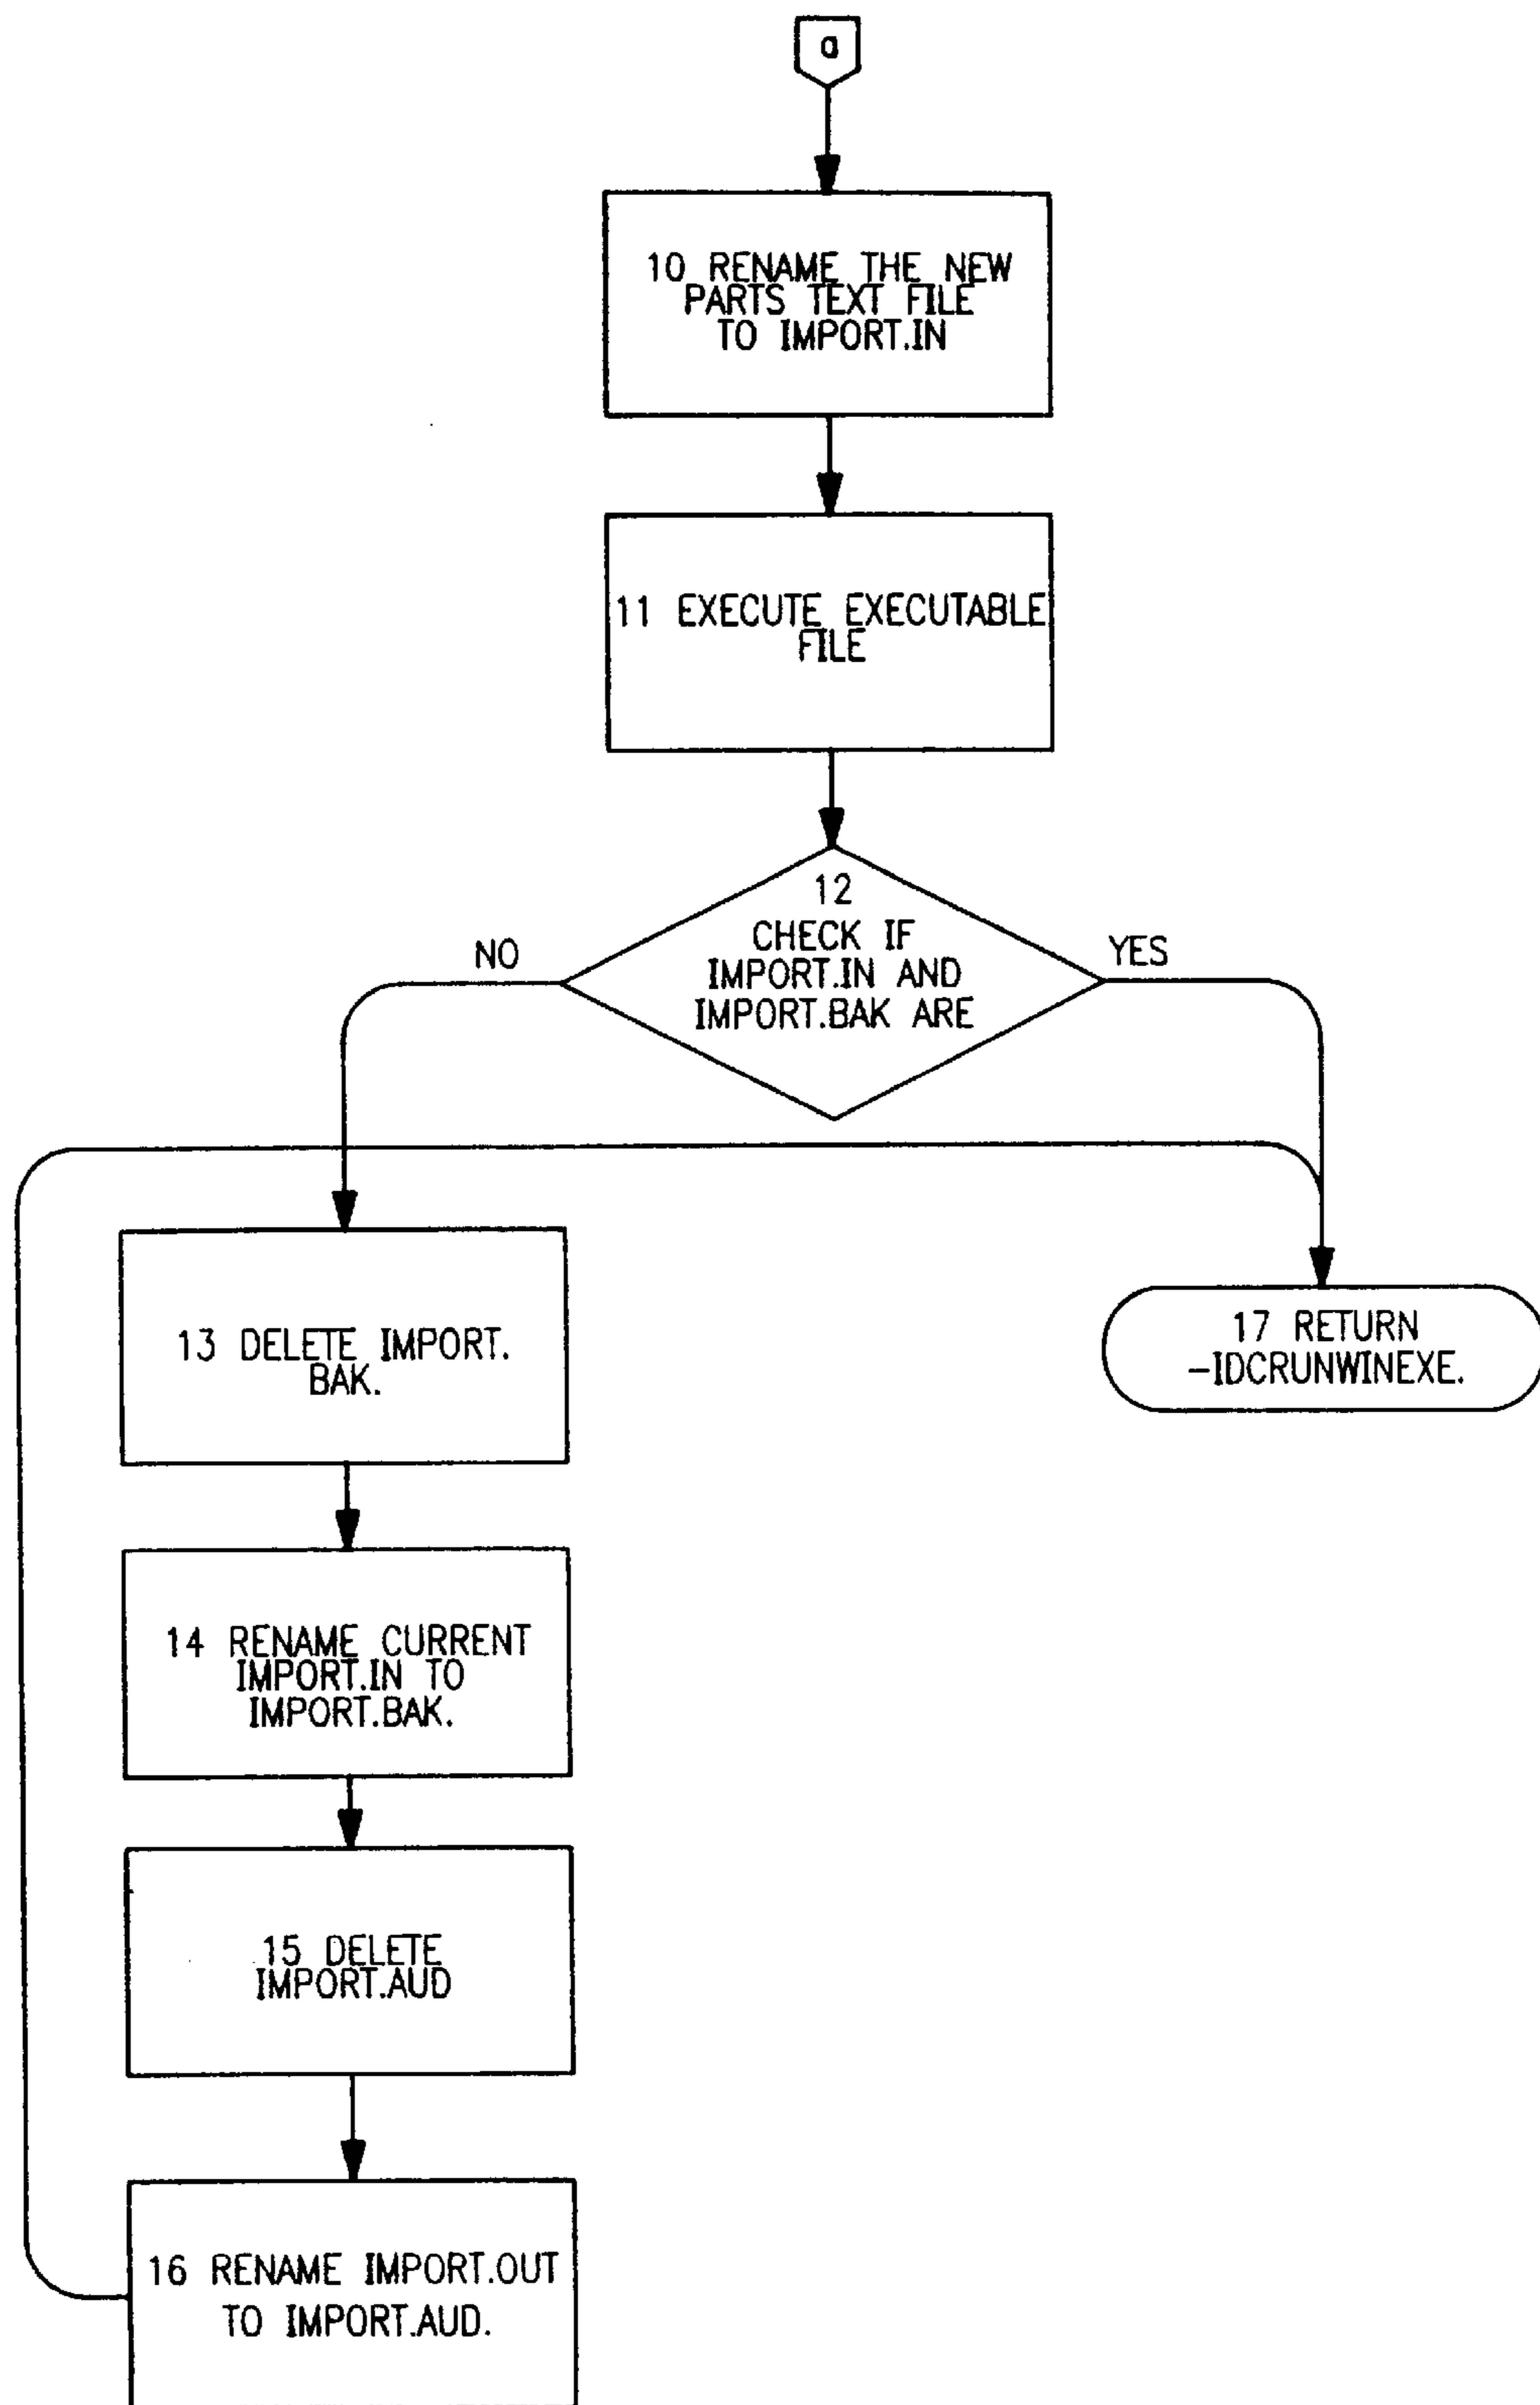 a
10 RENAME THE NEW
PARTS TEXT FILE
TO IMPORT.IN
11 EXECUTE EXECUTABLE
FILE
12
CHECK IF
IMPORT.IN AND
IMPORT.BAK ARE
NO
YES
13 DELETE IMPORT.
BAK.
17 RETURN
-IDCRUNWINEXE.
14 RENAME CURRENT
IMPORT.IN TO
IMPORT.BAK.
15 DELETE
IMPORT.AUD
16 RENAME IMPORT.OUT
TO IMPORT.AUD.